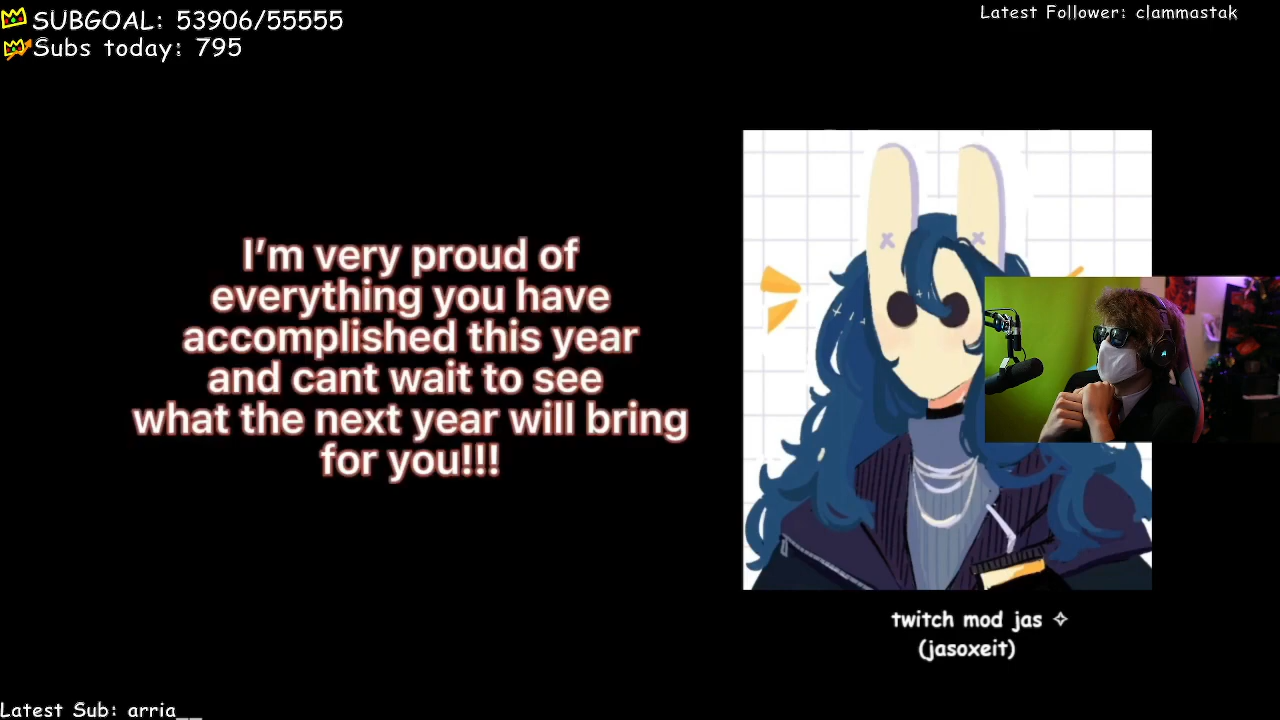 SUBGOAL: 53906/55555
Subs today: 795
Latest Follower: clammastak
I'm very proud of
everything you have
accomplished this year
and cant wait to see
what the next year will bring
for you!!!
twitch mod jas ✧
(jasoxeit)
Latest Sub: arria__